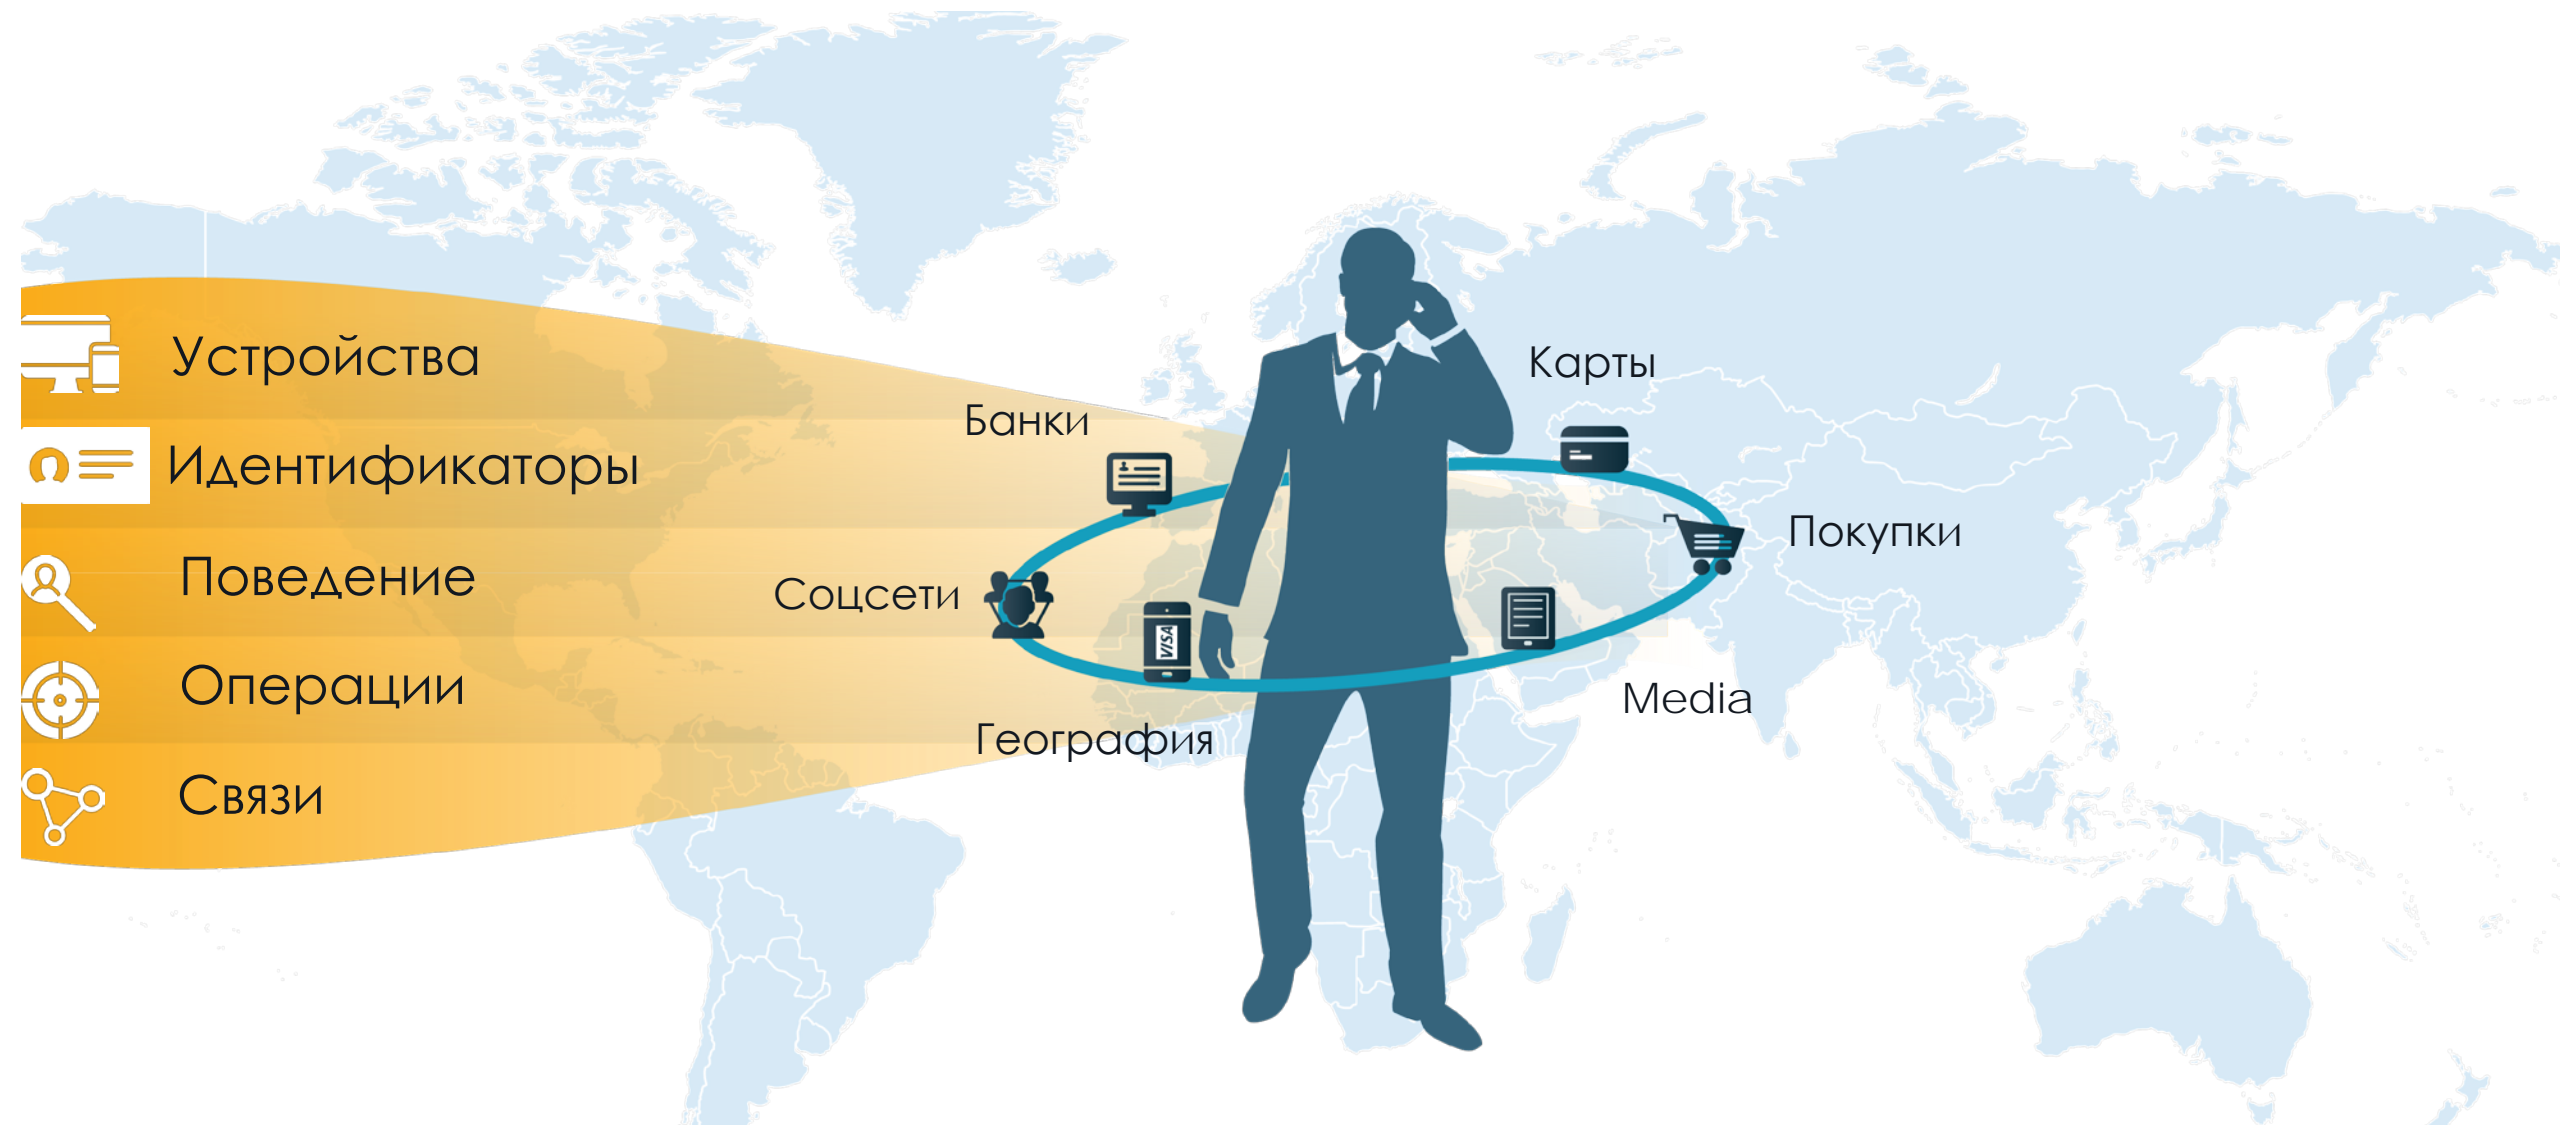 Устройства
Идентификаторы
Поведение
Операции
Связи
Банки
Соцсети
География
VISA
Карты
Покупки
Media